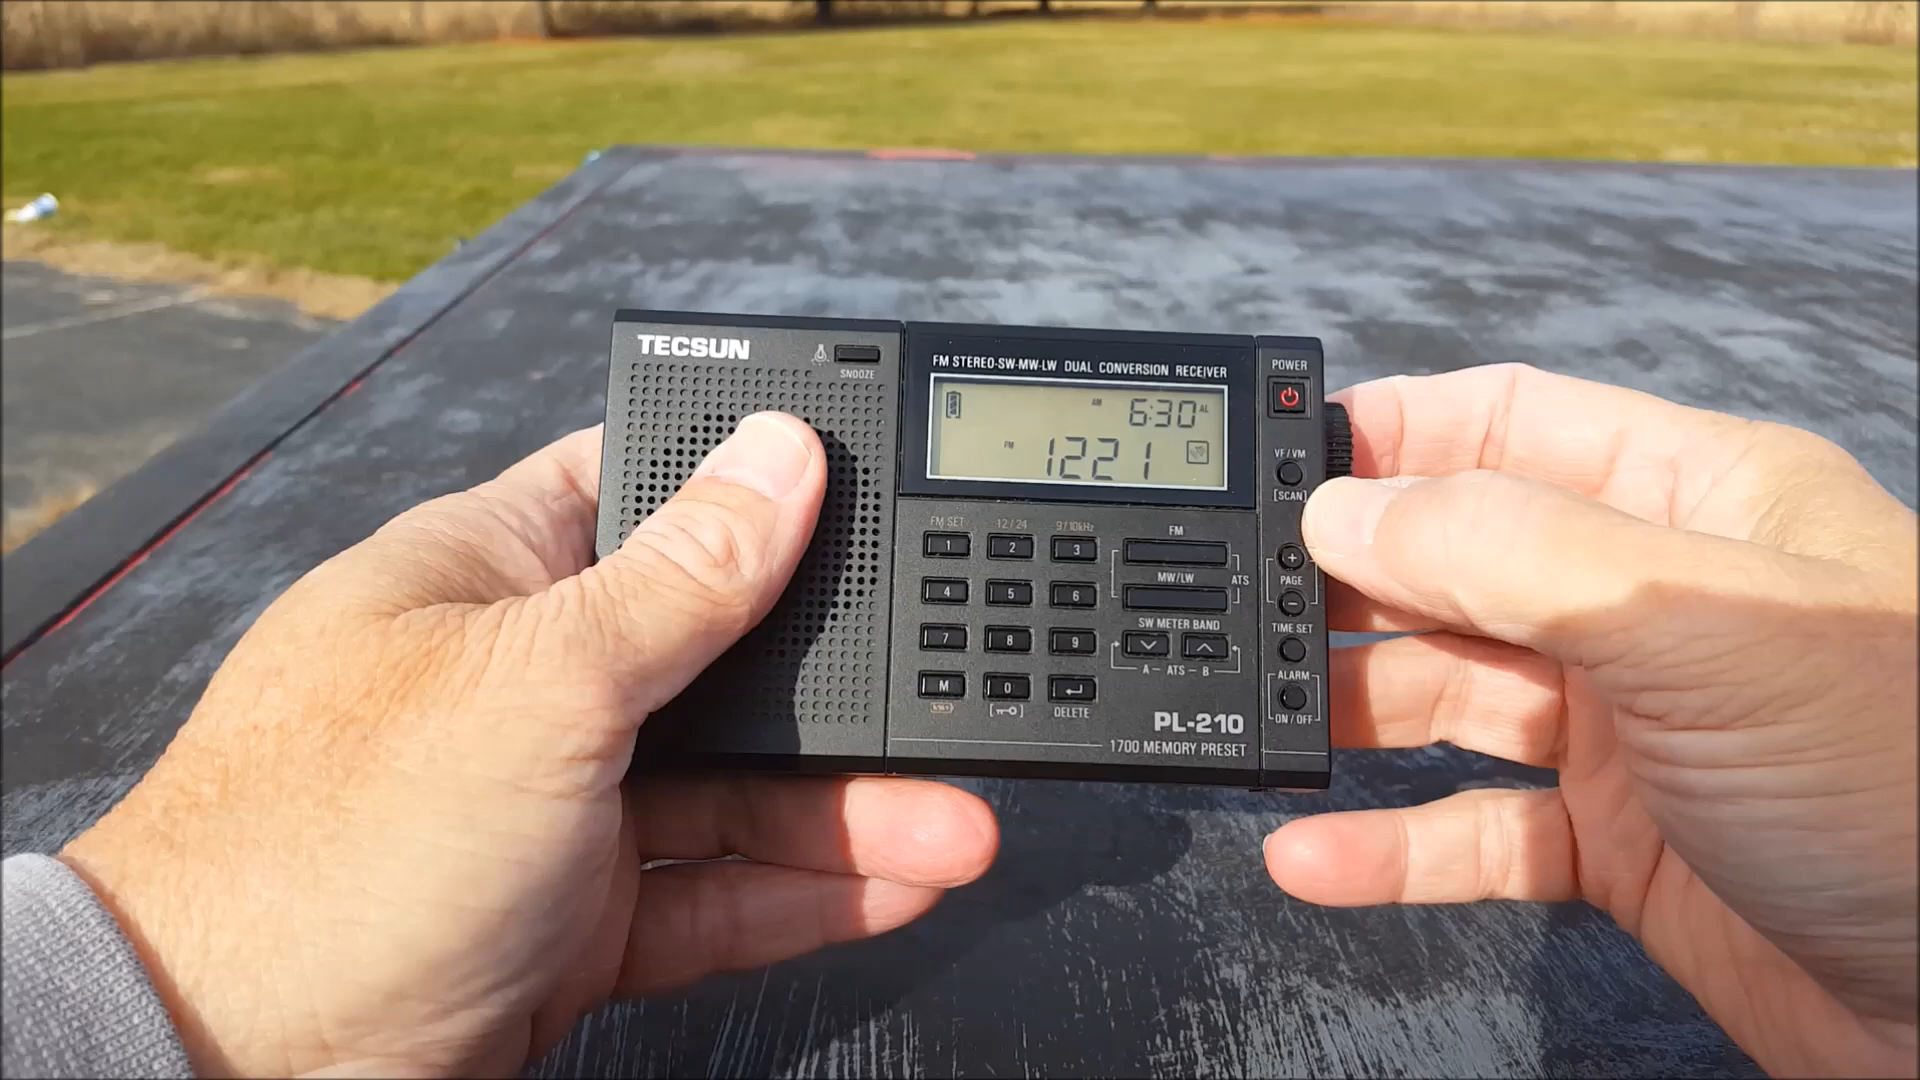 TECSUN
SNOOZE
FM STEREO-SW-MW-LW DUAL CONVERSION RECEIVER
AM 6:30 AL
PM 1221
POWER
VF/VM
[SCAN]
+
PAGE
−
TIME SET
ALARM
ON/OFF
FM SET 12/24 9/10kHz
1 2 3
4 5 6
7 8 9
M 0
DELETE
FM
MW/LW
ATS
SW METER BAND
A — ATS — B
PL-210
1700 MEMORY PRESET